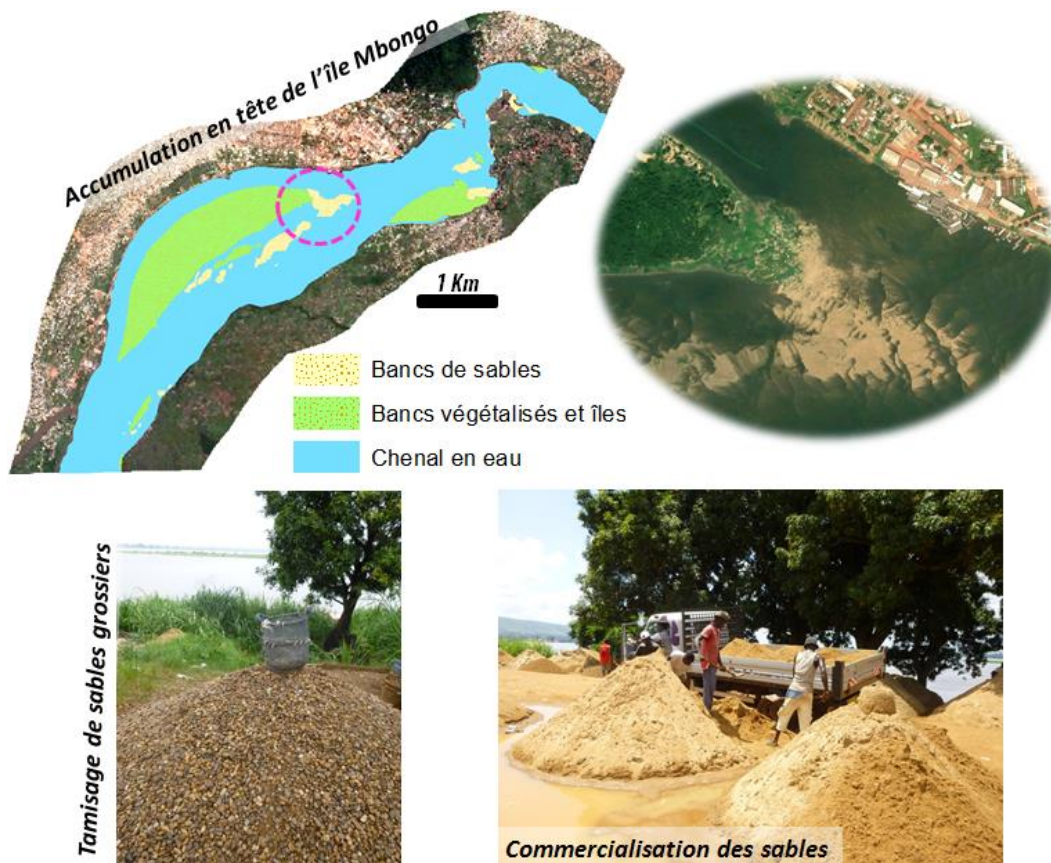 Accumulation en tête de l'île Mbongo
1 Km
Bancs de sables
Bancs végétalisés et îles
Chenal en eau
Tamisage de sables grossiers
Commercialisation des sables